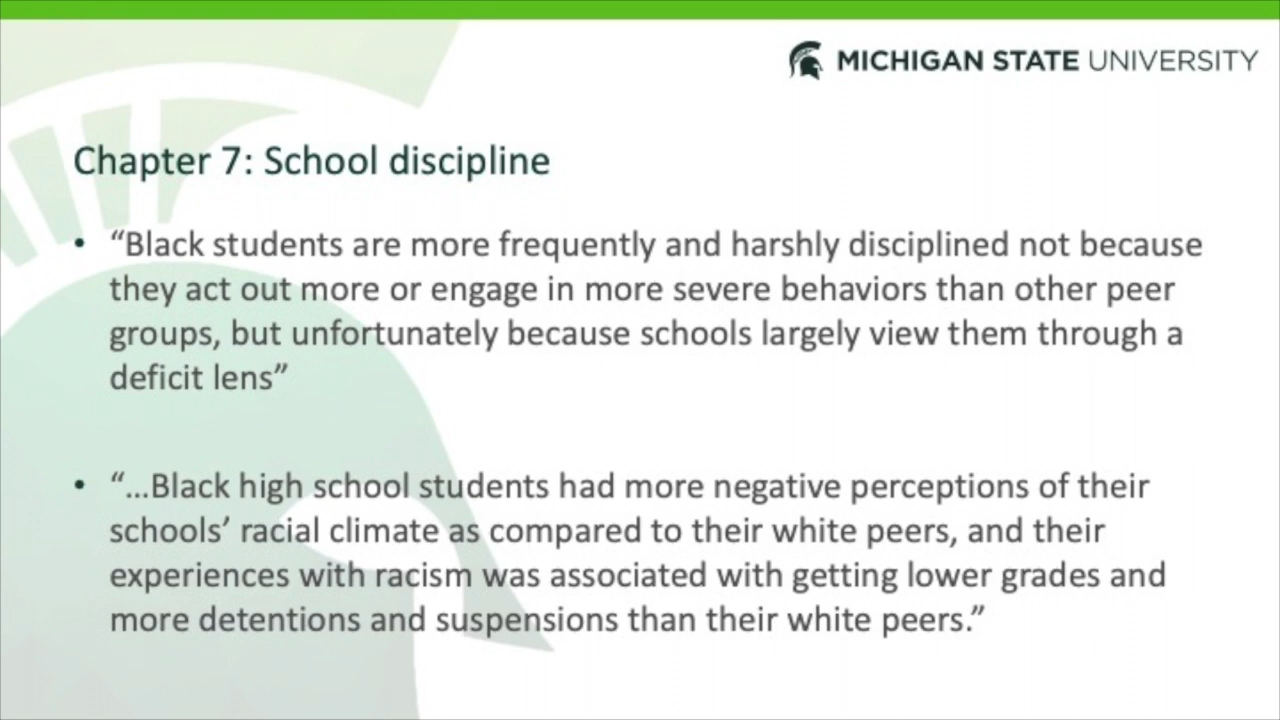 MICHIGAN STATE UNIVERSITY
Chapter 7: School discipline
• “Black students are more frequently and harshly disciplined not because
they act out more or engage in more severe behaviors than other peer
groups, but unfortunately because schools largely view them through a
deficit lens”
• “…Black high school students had more negative perceptions of their
schools’ racial climate as compared to their white peers, and their
experiences with racism was associated with getting lower grades and
more detentions and suspensions than their white peers.”